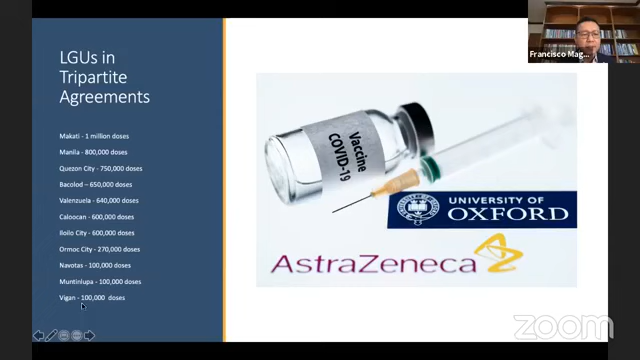 LGUs in
Tripartite
Agreements
Makati - 1 million doses
Manila - 800,000 doses
Quezon City - 750,000 doses
Bacolod – 650,000 doses
Valenzuela - 640,000 doses
Caloocan - 600,000 doses
Iloilo City - 600,000 doses
Ormoc City - 270,000 doses
Navotas - 100,000 doses
Muntinlupa - 100,000 doses
Vigan - 100,000 doses
Vaccine
COVID-19
UNIVERSITY OF
OXFORD
AstraZeneca
Francisco Mag...
zoom